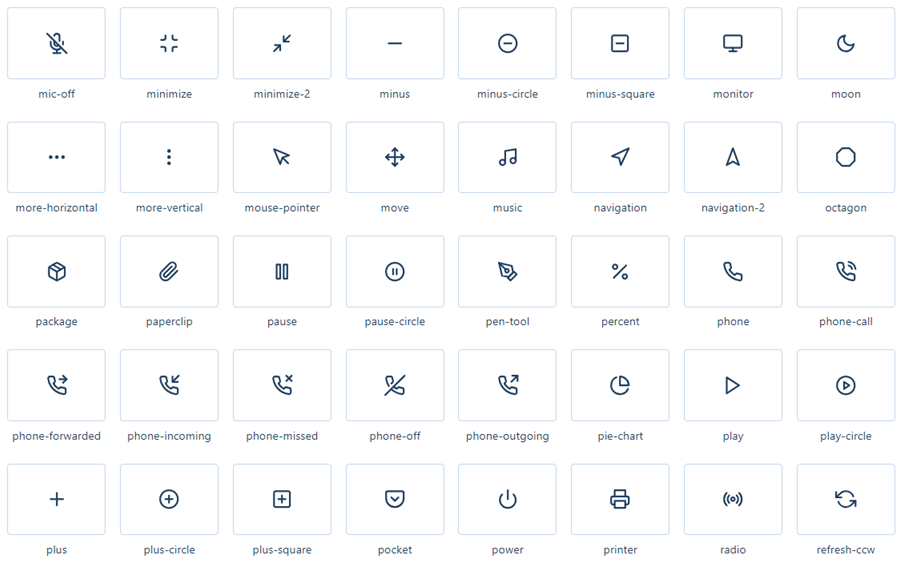 mic-off minimize minimize-2 minus minus-circle minus-square monitor moon
more-horizontal more-vertical mouse-pointer move music navigation navigation-2 octagon
package paperclip pause pause-circle pen-tool percent phone phone-call
phone-forwarded phone-incoming phone-missed phone-off phone-outgoing pie-chart play play-circle
plus plus-circle plus-square pocket power printer radio refresh-ccw